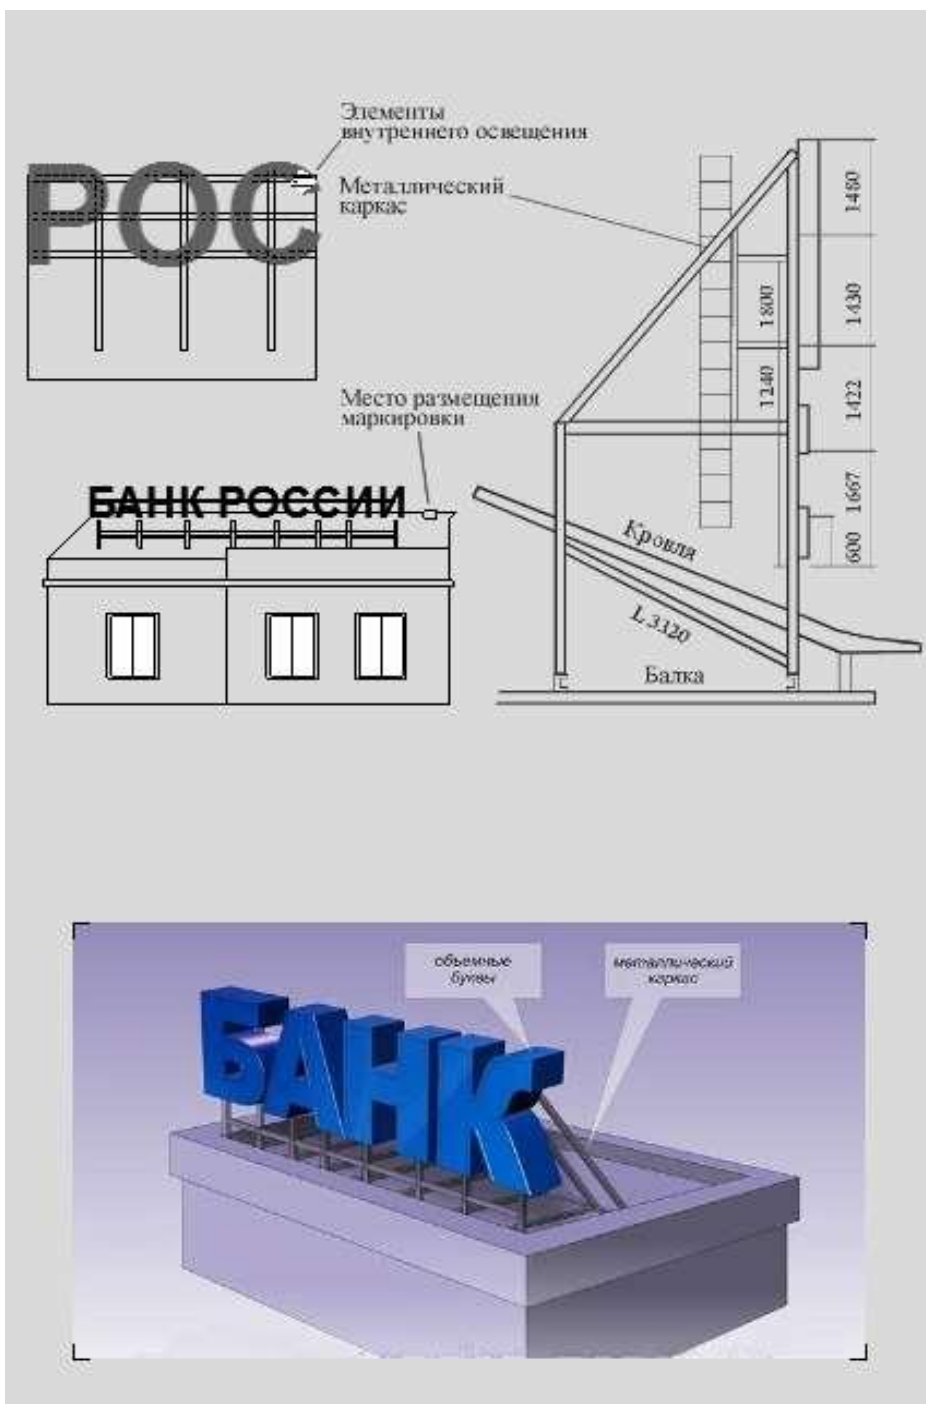 Элементы
внутреннего освещения
РОС
Металлический
каркас
1480
1430
1800
1240
1422
1667
600
Место размещения
маркировки
БАНК РОССИИ
Кровля
L 3320
Балка
объемные
буквы
металлический
каркас
БАНК